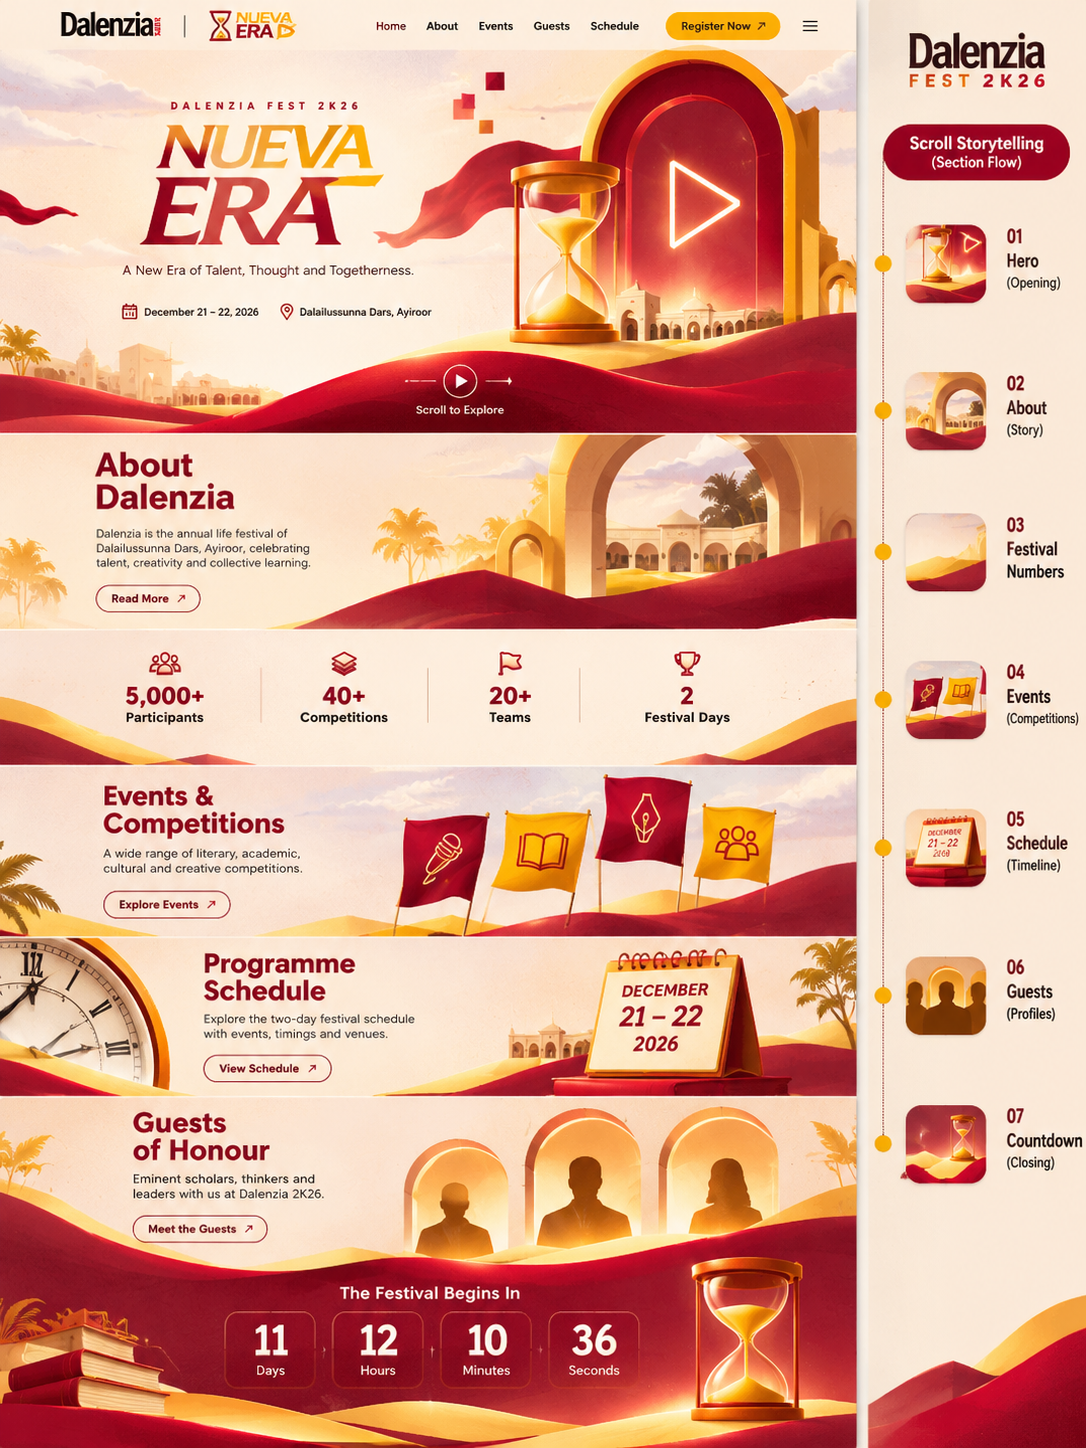 Dalenzia
NUEVA
ERA
Home
About
Events
Guests
Schedule
Register Now
DALENZIA FEST 2K26
NUEVA
ERA
A New Era of Talent, Thought and Togetherness.
December 21 – 22, 2026
Dalailussunna Dars, Ayiroor
Scroll to Explore
About
Dalenzia
Dalenzia is the annual life festival of
Dalailussunna Dars, Ayiroor, celebrating
talent, creativity and collective learning.
Read More
5,000+
Participants
40+
Competitions
20+
Teams
2
Festival Days
Events &
Competitions
A wide range of literary, academic,
cultural and creative competitions.
Explore Events
Programme
Schedule
Explore the two-day festival schedule
with events, timings and venues.
View Schedule
DECEMBER
21 – 22
2026
Guests
of Honour
Eminent scholars, thinkers and
leaders with us at Dalenzia 2K26.
Meet the Guests
The Festival Begins In
11
Days
12
Hours
10
Minutes
36
Seconds
Dalenzia
FEST 2K26
Scroll Storytelling
(Section Flow)
01
Hero
(Opening)
02
About
(Story)
03
Festival
Numbers
04
Events
(Competitions)
DECEMBER
21 – 22
05
Schedule
(Timeline)
06
Guests
(Profiles)
07
Countdown
(Closing)